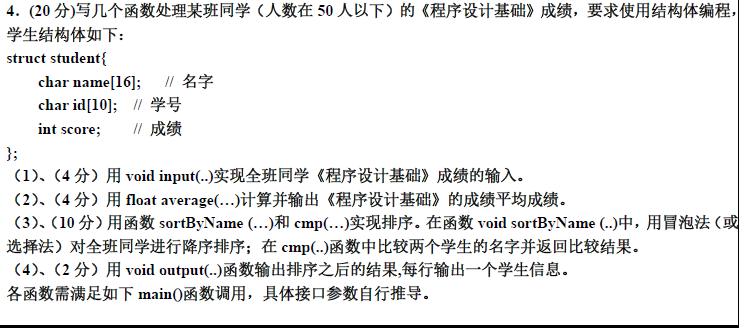 4．(20 分)写几个函数处理某班同学（人数在 50 人以下）的《程序设计基础》成绩，要求使用结构体编程，
学生结构体如下：
struct student{
char name[16]; // 名字
char id[10]; // 学号
int score; // 成绩
};
（1）、（4 分）用 void input(..)实现全班同学《程序设计基础》成绩的输入。
（2）、（4 分）用 float average(…)计算并输出《程序设计基础》的成绩平均成绩。
（3）、（10 分）用函数 sortByName (…)和 cmp(…)实现排序。在函数 void sortByName (..)中，用冒泡法（或
选择法）对全班同学进行降序排序；在 cmp(..)函数中比较两个学生的名字并返回比较结果。
（4）、（2 分）用 void output(..)函数输出排序之后的结果,每行输出一个学生信息。
各函数需满足如下 main()函数调用，具体接口参数自行推导。